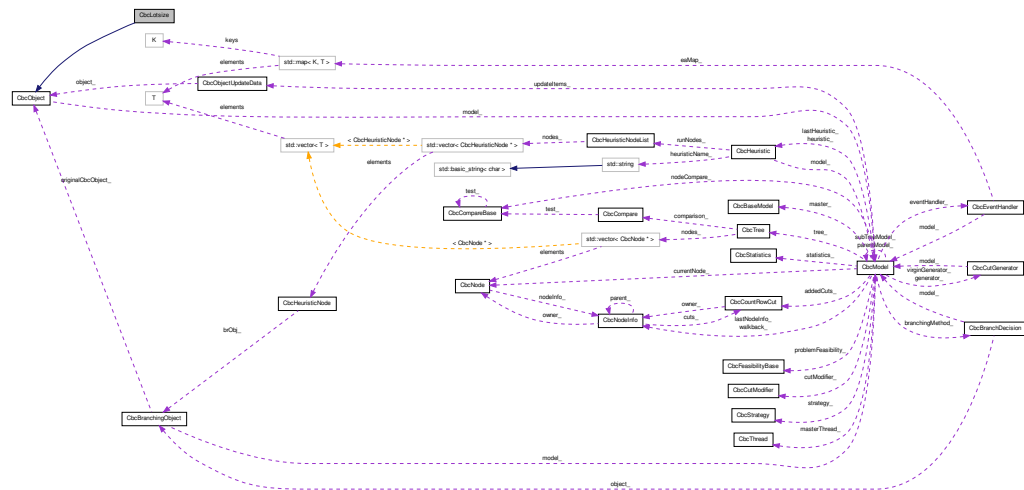 CbcLotsize
K
keys
std::map< K, T >
eaMap_
elements
object_
CbcObjectUpdateData
updateItems_
CbcObject
T
elements
model_
std::vector< T >
< CbcHeuristicNode * >
std::vector< CbcHeuristicNode * >
nodes_
CbcHeuristicNodeList
runNodes_
CbcHeuristic
lastHeuristic_
heuristic_
elements
std::basic_string< char >
std::string
heuristicName_
model_
originalCbcObject_
nodeCompare_
test_
CbcCompareBase
test_
CbcCompare
comparison_
CbcBaseModel
master_
eventHandler_
CbcEventHandler
model_
CbcTree
tree_
nodes_
< CbcNode * >
std::vector< CbcNode * >
subTreeModel_
parentModel_
CbcStatistics
statistics_
elements
CbcModel
model_
virginGenerator_
generator_
CbcCutGenerator
CbcNode
currentNode_
addedCuts_
model_
nodeInfo_
owner_
parent_
CbcNodeInfo
owner_
cuts_
CbcCountRowCut
lastNodeInfo_
walkback_
branchingMethod_
CbcBranchDecision
CbcHeuristicNode
brObj_
problemFeasibility_
CbcFeasibilityBase
cutModifier_
CbcCutModifier
strategy_
CbcStrategy
masterThread_
CbcThread
CbcBranchingObject
model_
object_